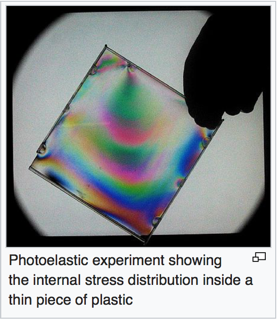 Photoelastic experiment showing
the internal stress distribution inside a
thin piece of plastic